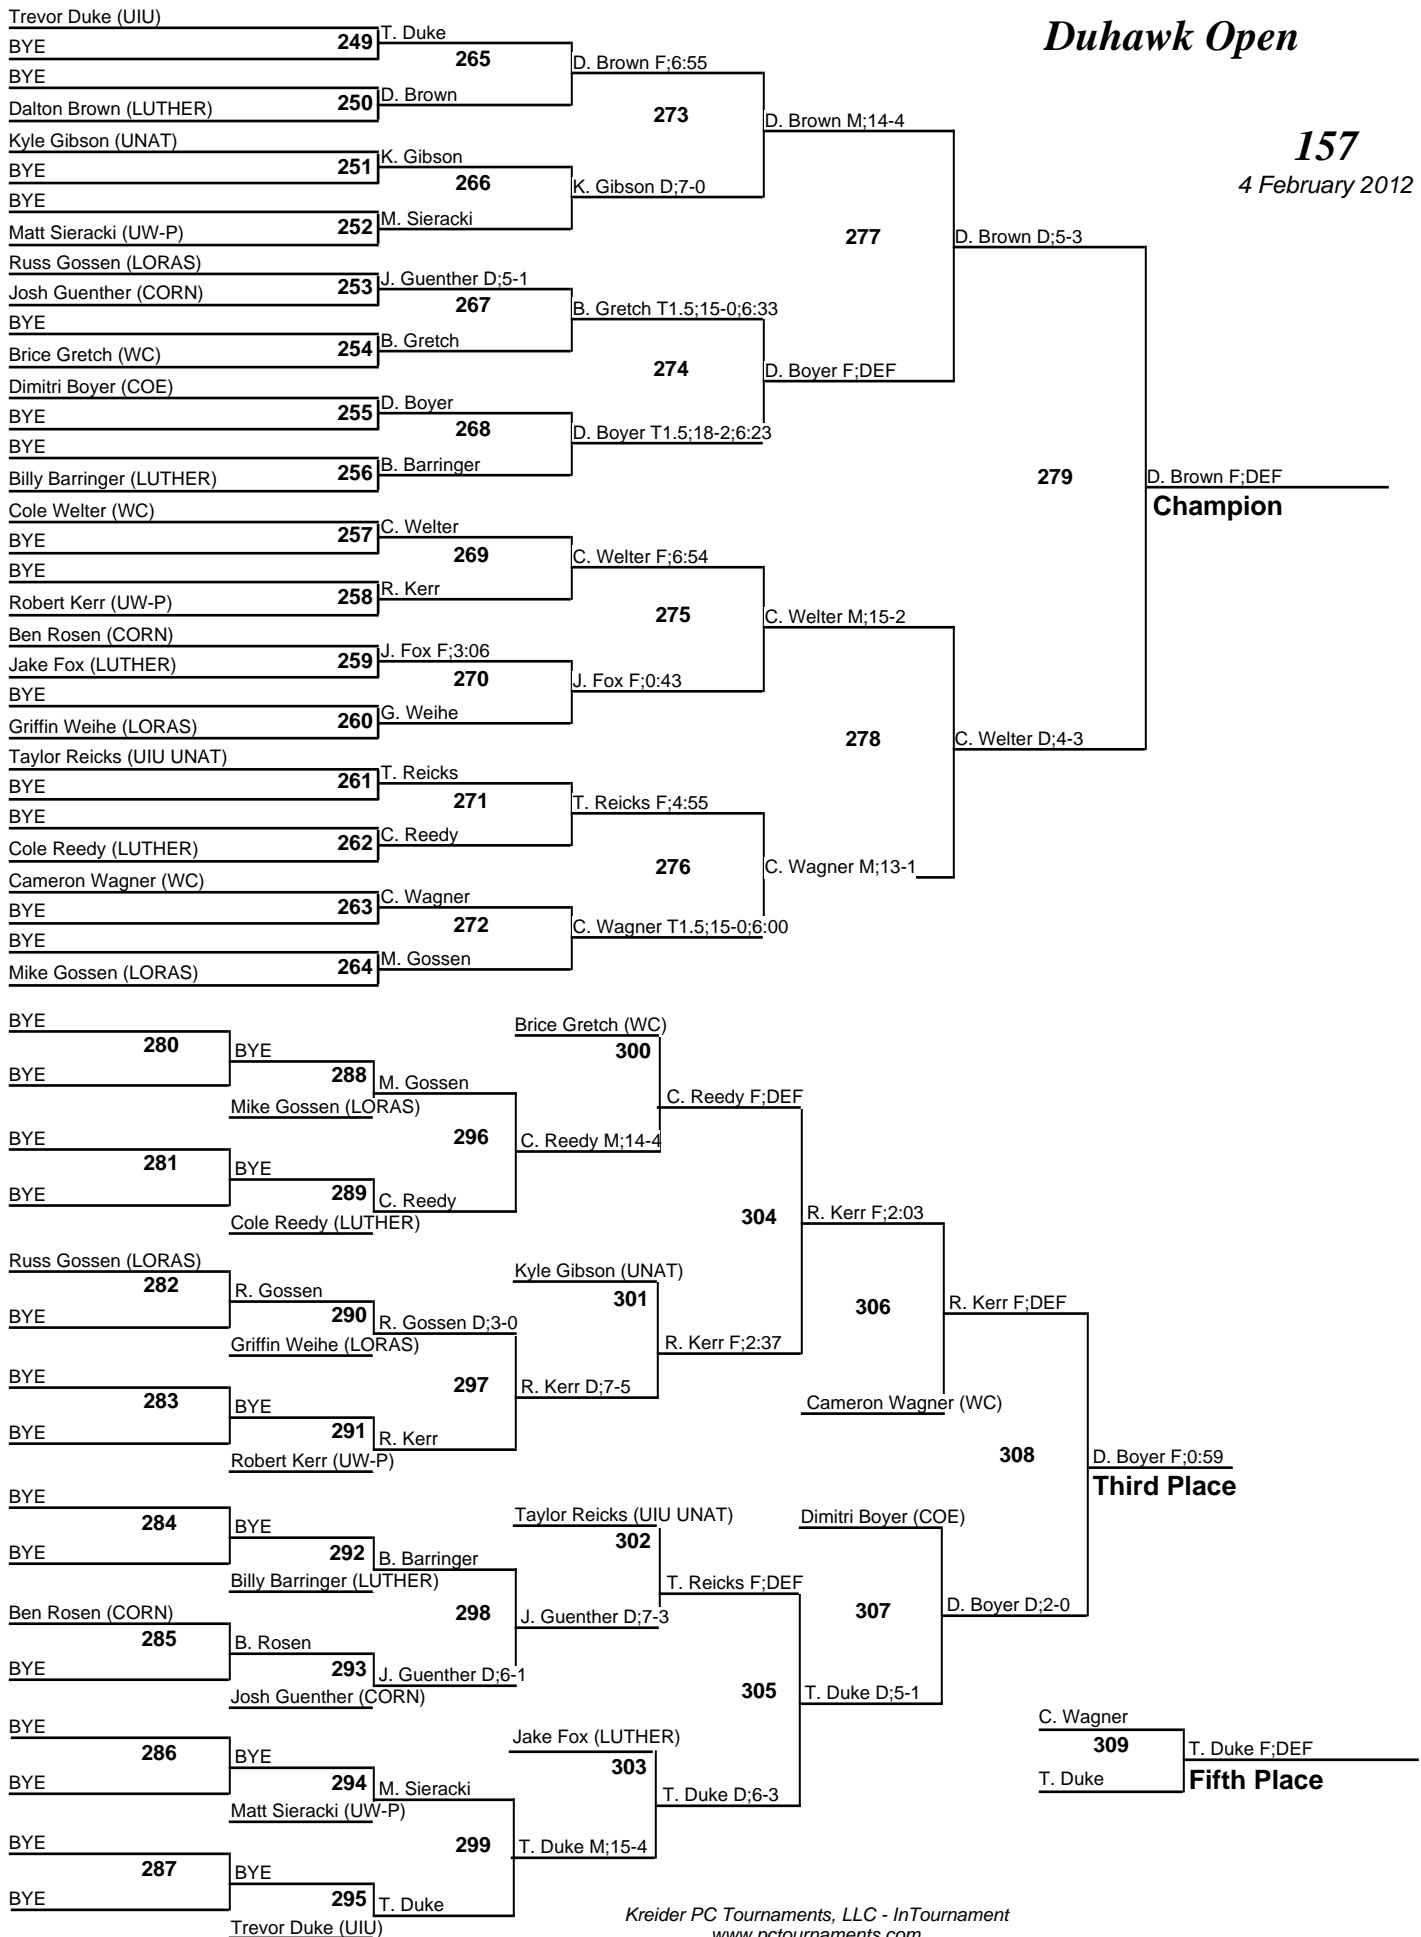 Duhawk Open
157
4 February 2012
Trevor Duke (UIU)
BYE
249
T. Duke
265
BYE
Dalton Brown (LUTHER)
250
D. Brown
D. Brown F;6:55
273
Kyle Gibson (UNAT)
BYE
251
K. Gibson
266
BYE
Matt Sieracki (UW-P)
252
M. Sieracki
K. Gibson D;7-0
D. Brown M;14-4
277
Russ Gossen (LORAS)
Josh Guenther (CORN)
253
J. Guenther D;5-1
267
BYE
Brice Gretch (WC)
254
B. Gretch
B. Gretch T1.5;15-0;6:33
274
Dimitri Boyer (COE)
BYE
255
D. Boyer
268
BYE
Billy Barringer (LUTHER)
256
B. Barringer
D. Boyer T1.5;18-2;6:23
D. Boyer F;DEF
D. Brown D;5-3
279
D. Brown F;DEF
Champion
Cole Welter (WC)
BYE
257
C. Welter
269
BYE
Robert Kerr (UW-P)
258
R. Kerr
C. Welter F;6:54
275
Ben Rosen (CORN)
Jake Fox (LUTHER)
259
J. Fox F;3:06
270
BYE
Griffin Weihe (LORAS)
260
G. Weihe
J. Fox F;0:43
C. Welter M;15-2
278
C. Welter D;4-3
Taylor Reicks (UIU UNAT)
BYE
261
T. Reicks
271
BYE
Cole Reedy (LUTHER)
262
C. Reedy
T. Reicks F;4:55
276
Cameron Wagner (WC)
BYE
263
C. Wagner
272
BYE
Mike Gossen (LORAS)
264
M. Gossen
C. Wagner T1.5;15-0;6:00
C. Wagner M;13-1
BYE
280
BYE
BYE
288
Mike Gossen (LORAS)
M. Gossen
296
BYE
281
BYE
BYE
289
Cole Reedy (LUTHER)
C. Reedy
C. Reedy M;14-4
Brice Gretch (WC)
300
C. Reedy F;DEF
304
Russ Gossen (LORAS)
282
BYE
R. Gossen
290
Griffin Weihe (LORAS)
R. Gossen D;3-0
297
BYE
283
BYE
BYE
291
Robert Kerr (UW-P)
R. Kerr
R. Kerr D;7-5
Kyle Gibson (UNAT)
301
R. Kerr F;2:37
R. Kerr F;2:03
306
Cameron Wagner (WC)
R. Kerr F;DEF
308
D. Boyer F;0:59
Third Place
BYE
284
BYE
BYE
292
Billy Barringer (LUTHER)
B. Barringer
298
Ben Rosen (CORN)
285
BYE
B. Rosen
293
Josh Guenther (CORN)
J. Guenther D;6-1
J. Guenther D;7-3
Taylor Reicks (UIU UNAT)
302
T. Reicks F;DEF
305
Dimitri Boyer (COE)
307
D. Boyer D;2-0
T. Duke D;5-1
BYE
286
BYE
BYE
294
Matt Sieracki (UW-P)
M. Sieracki
299
BYE
287
BYE
BYE
295
Trevor Duke (UIU)
T. Duke
T. Duke M;15-4
Jake Fox (LUTHER)
303
T. Duke D;6-3
C. Wagner
309
T. Duke
T. Duke F;DEF
Fifth Place
Kreider PC Tournaments, LLC - InTournament
www.pctournaments.com